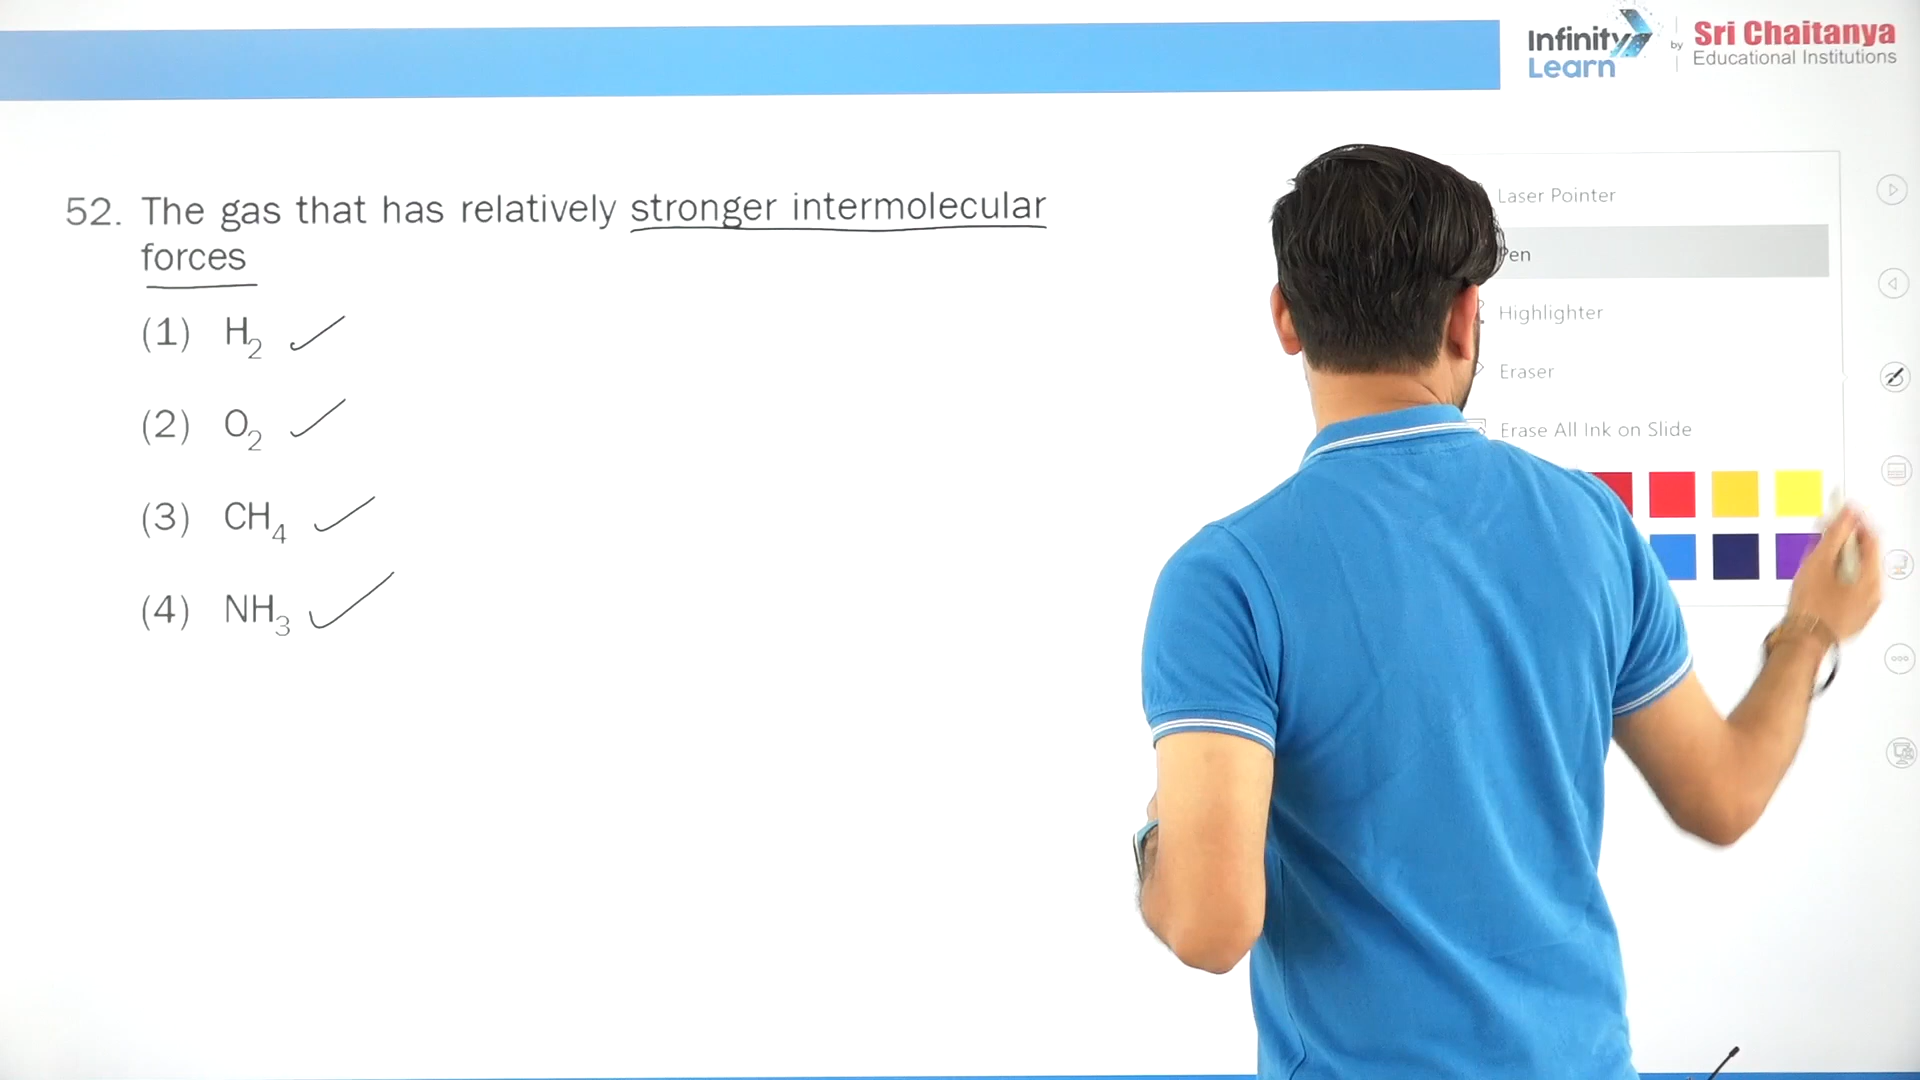 Infinity Learn by Sri Chaitanya Educational Institutions
52. The gas that has relatively stronger intermolecular
forces
(1) H₂
(2) O₂
(3) CH₄
(4) NH₃
Laser Pointer
Pen
Highlighter
Eraser
Erase All Ink on Slide